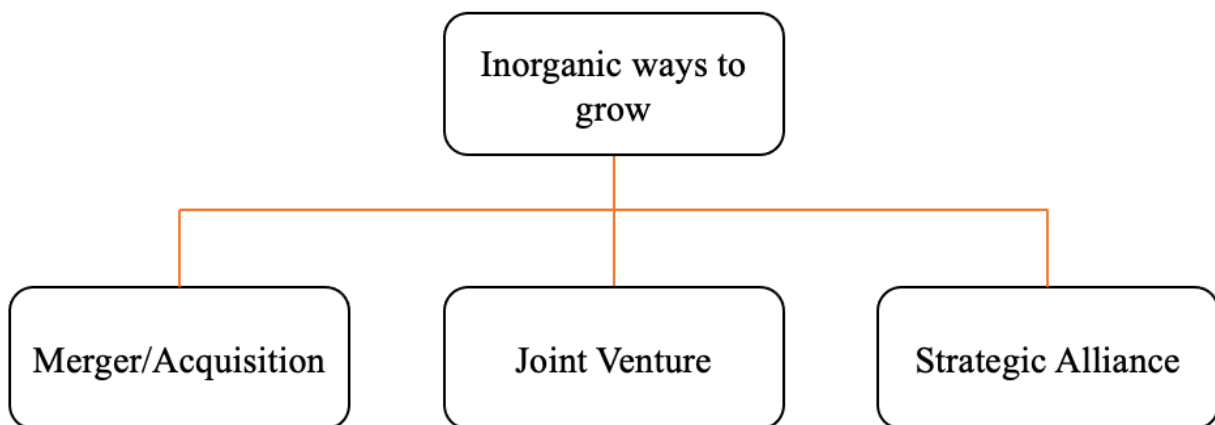 Inorganic ways to
grow
Merger/Acquisition
Joint Venture
Strategic Alliance